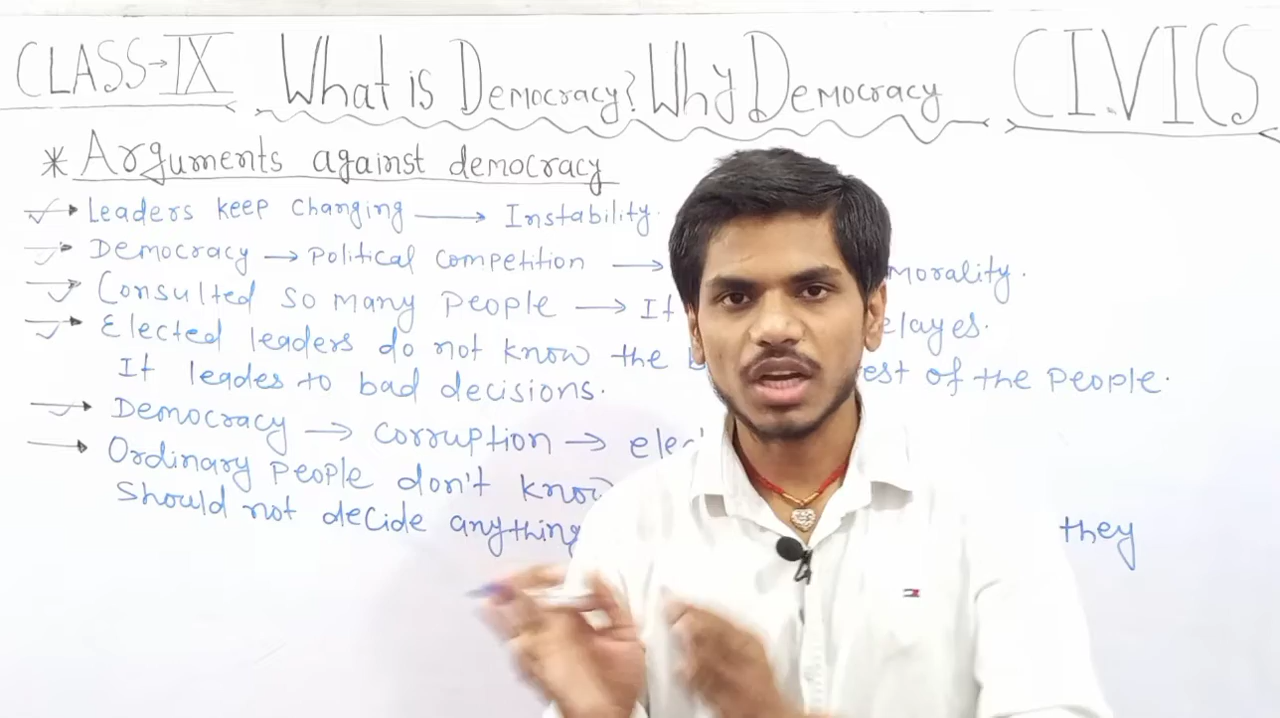 CLASS→IX What is Democracy? Why Democracy CIVICS
* Arguments against democracy
→ Leaders keep changing → Instability.
→ Democracy → Political competition → morality.
→ Consulted so many people → It elayes.
→ Elected leaders do not know the b est of the people.
It leades to bad decisions.
→ Democracy → corruption → elec
→ Ordinary people don't know they
should not decide anything